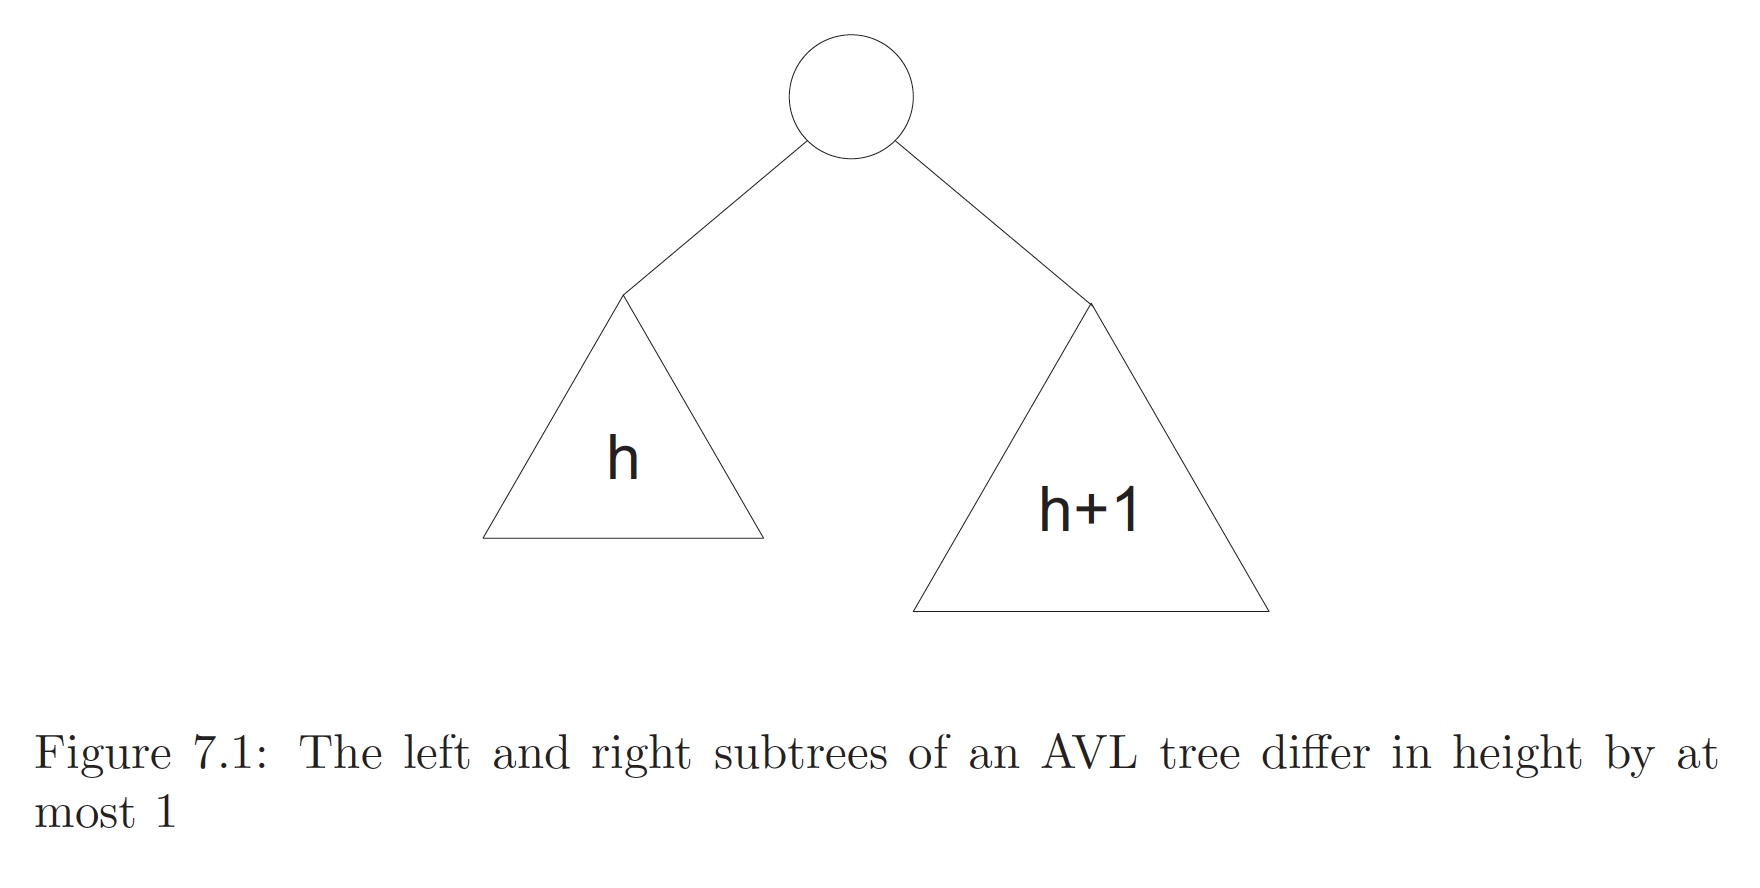 h
h+1
Figure 7.1: The left and right subtrees of an AVL tree differ in height by at
most 1